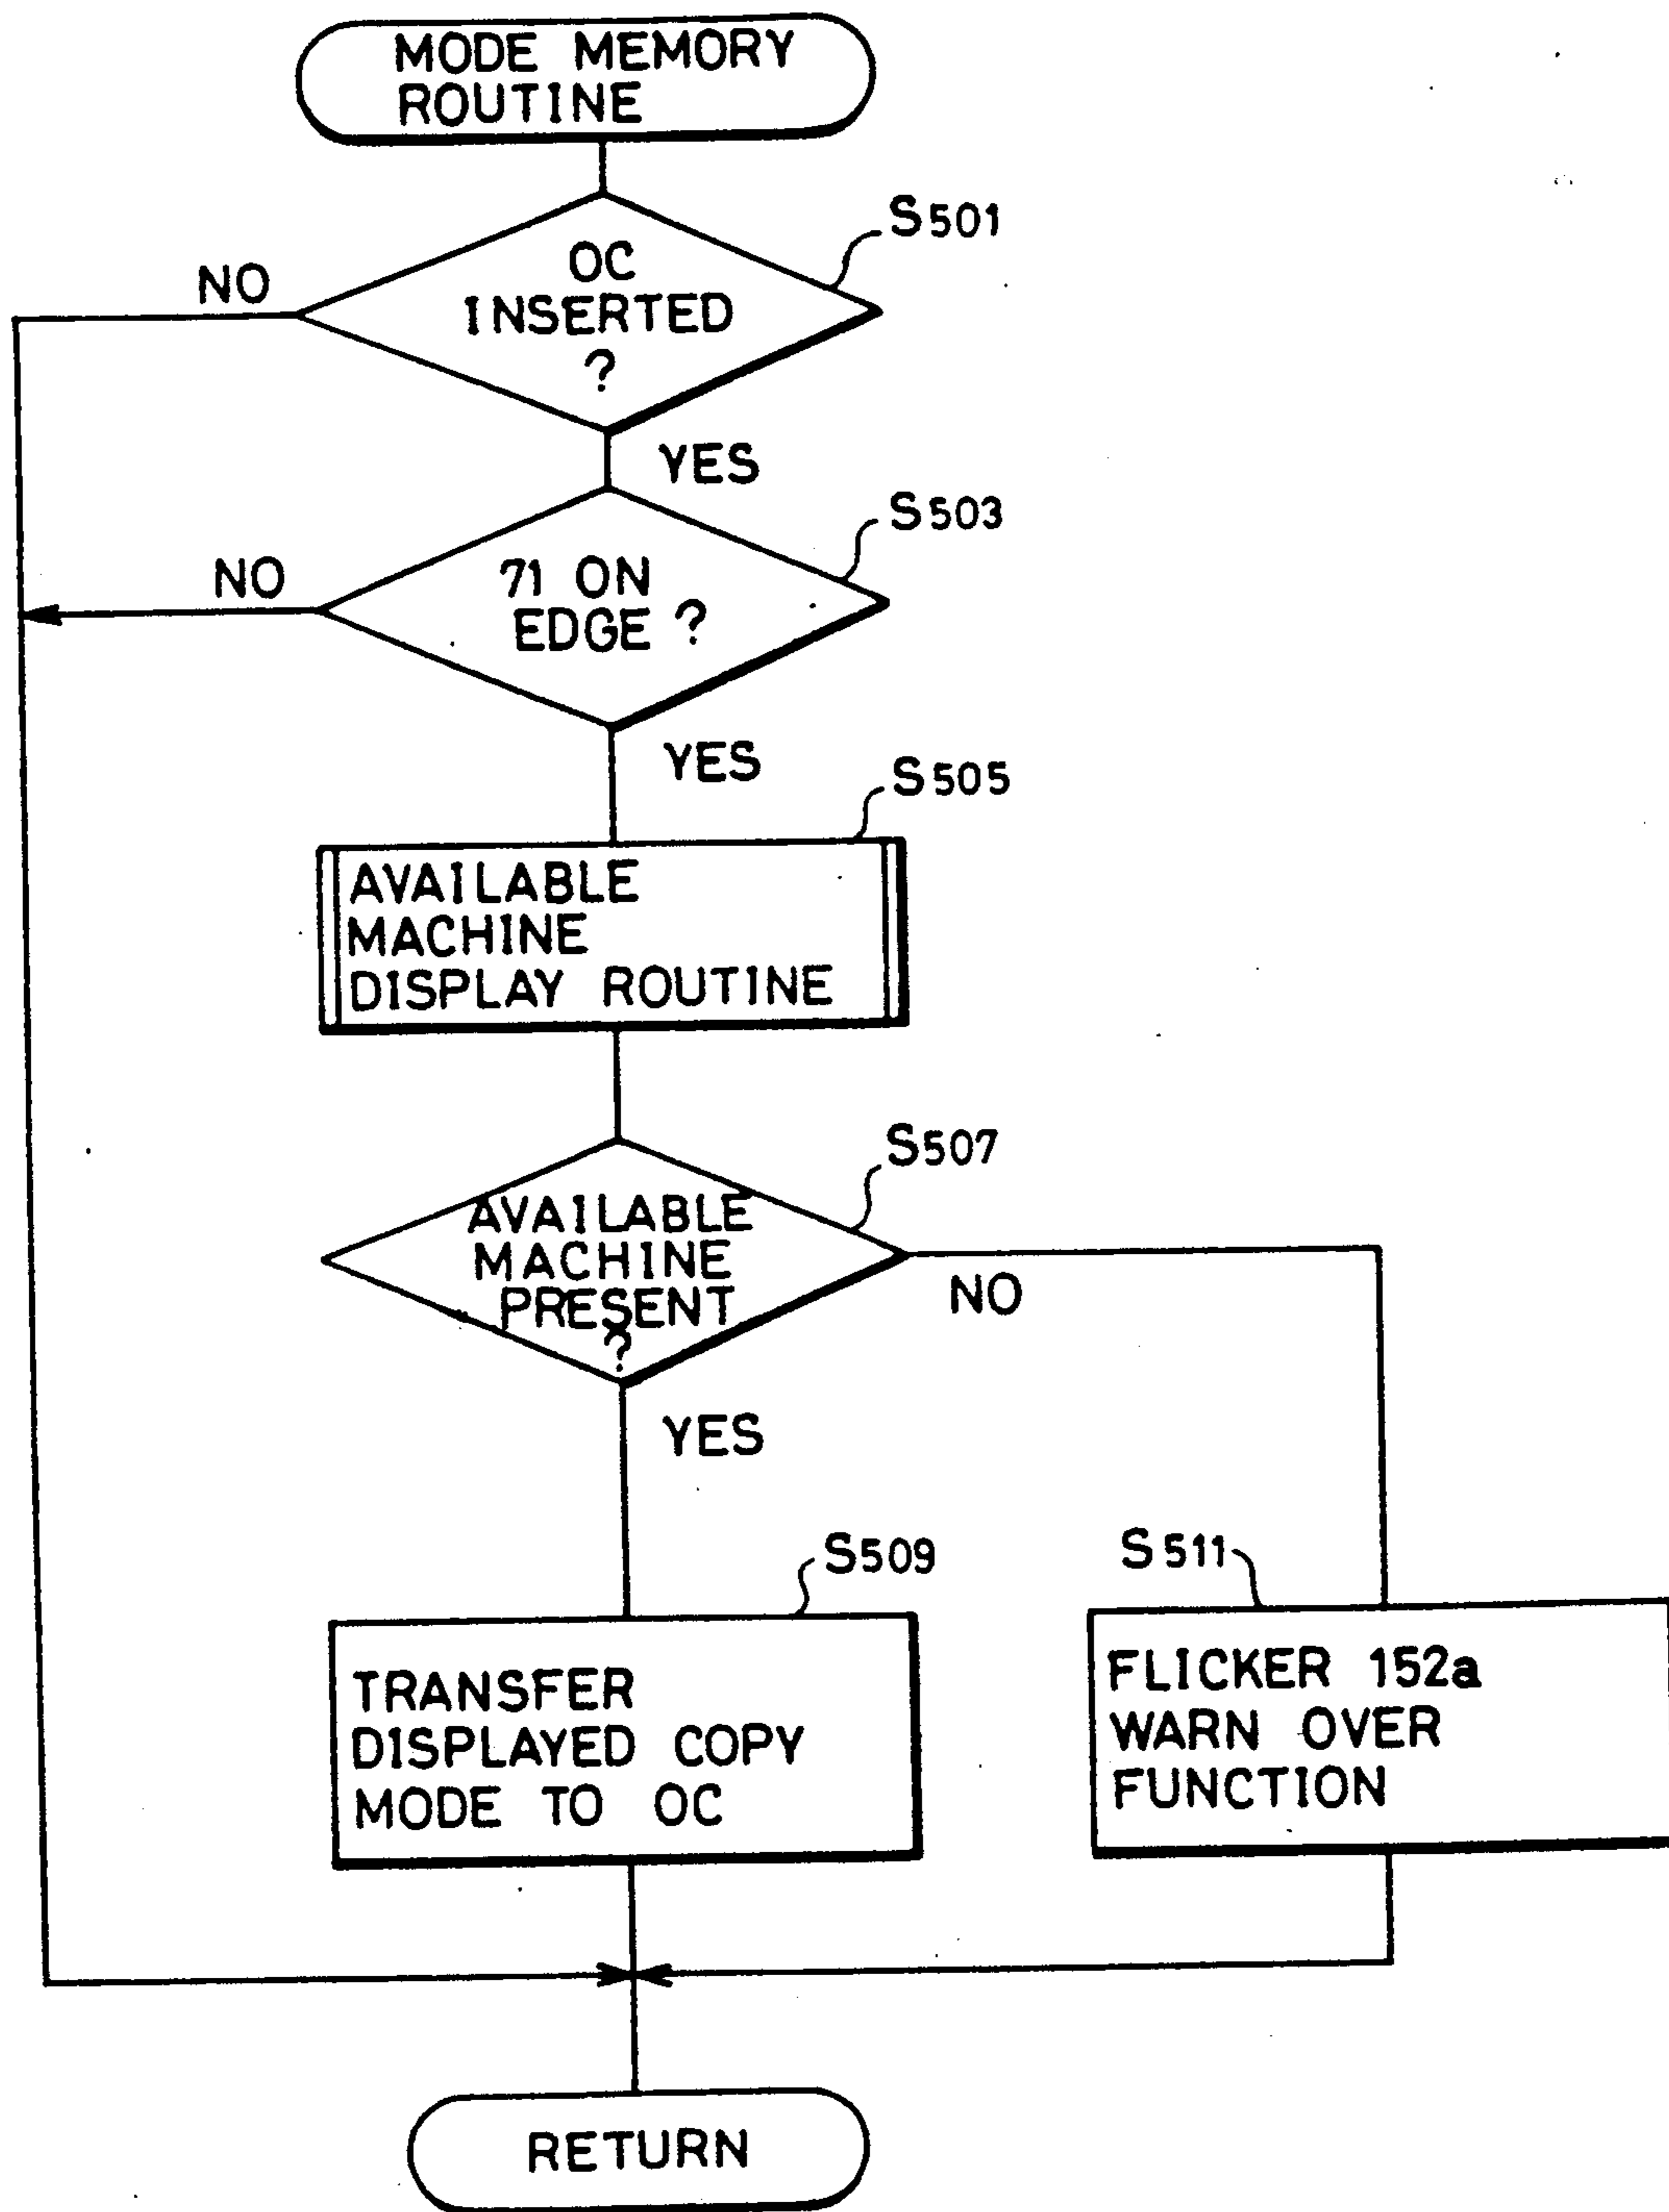 MODE MEMORY
ROUTINE
S501
NO
OC
INSERTED
?
YES
S503
NO
71 ON
EDGE ?
YES
S505
AVAILABLE
MACHINE
DISPLAY ROUTINE
S507
AVAILABLE
MACHINE
PRESENT
?
NO
YES
S509
S511
TRANSFER
DISPLAYED COPY
MODE TO OC
FLICKER 152a
WARN OVER
FUNCTION
RETURN